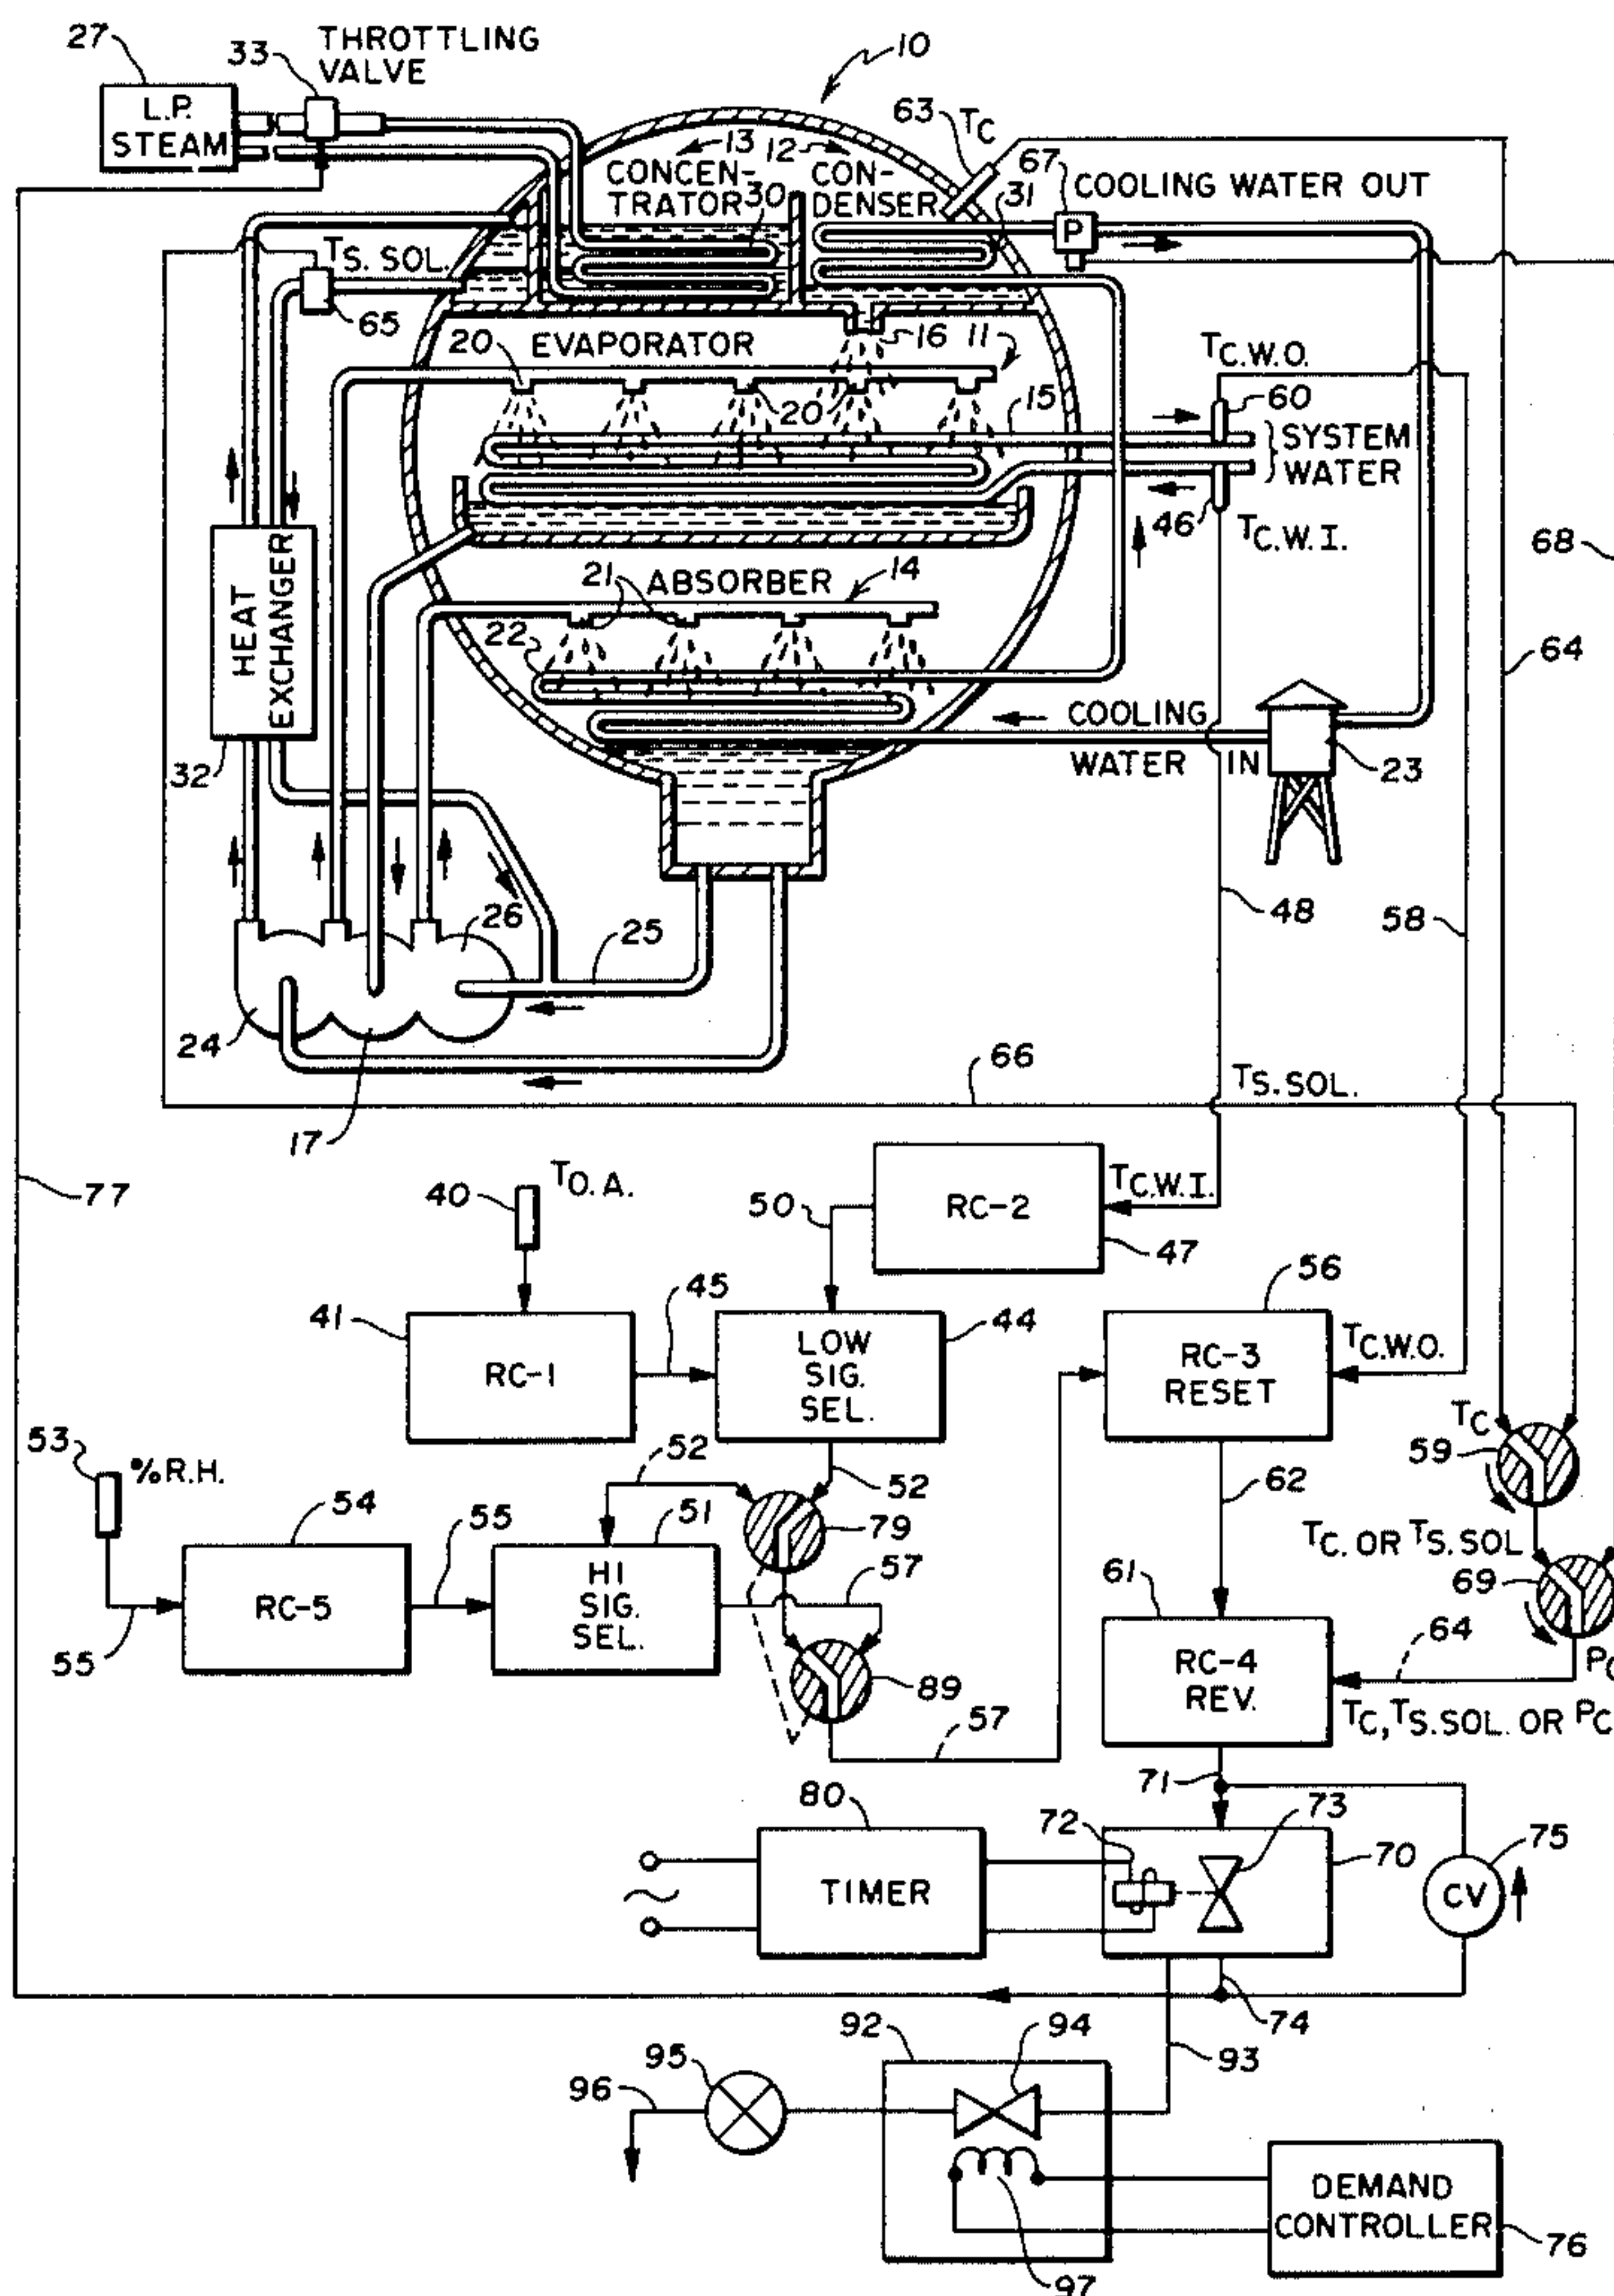 27
33
THROTTLING
VALVE
10
L.P.
STEAM
63
TC
13
12
CONCEN-
TRATOR
30
CON-
DENSER
67
P
COOLING WATER OUT
31
TS. SOL.
65
20
EVAPORATOR
16
11
TC.W.O.
20
15
60
SYSTEM
WATER
46
TC.W.I.
68
HEAT
EXCHANGER
21
ABSORBER
14
22
64
COOLING
WATER IN
32
23
26
25
48
58
24
17
66
TS.SOL.
77
40
TO.A.
50
RC-2
TC.W.I.
47
41
RC-1
45
LOW
SIG.
SEL.
44
56
RC-3
RESET
TC.W.O.
53
%R.H.
52
52
TC
59
54
55
51
79
62
TC. OR TS.SOL
55
RC-5
HI
SIG.
SEL.
57
69
61
89
RC-4
REV.
64
PC
57
TC, TS.SOL. OR PC
71
80
72
73
75
TIMER
70
CV
92
94
74
95
93
96
DEMAND
CONTROLLER
76
97